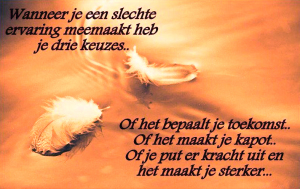 Wanneer je een slechte
ervaring meemaakt heb
je drie keuzes..
Of het bepaalt je toekomst..
Of het maakt je kapot..
Of je put er kracht uit en
het maakt je sterker...